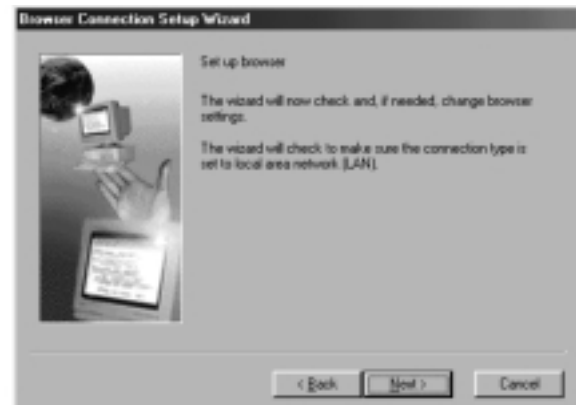 Browser Connection Setup Wizard
Set up browser
The wizard will now check and, if needed, change browser
settings.
The wizard will check to make sure the connection type is
set to local area network (LAN).
< Back
Next >
Cancel